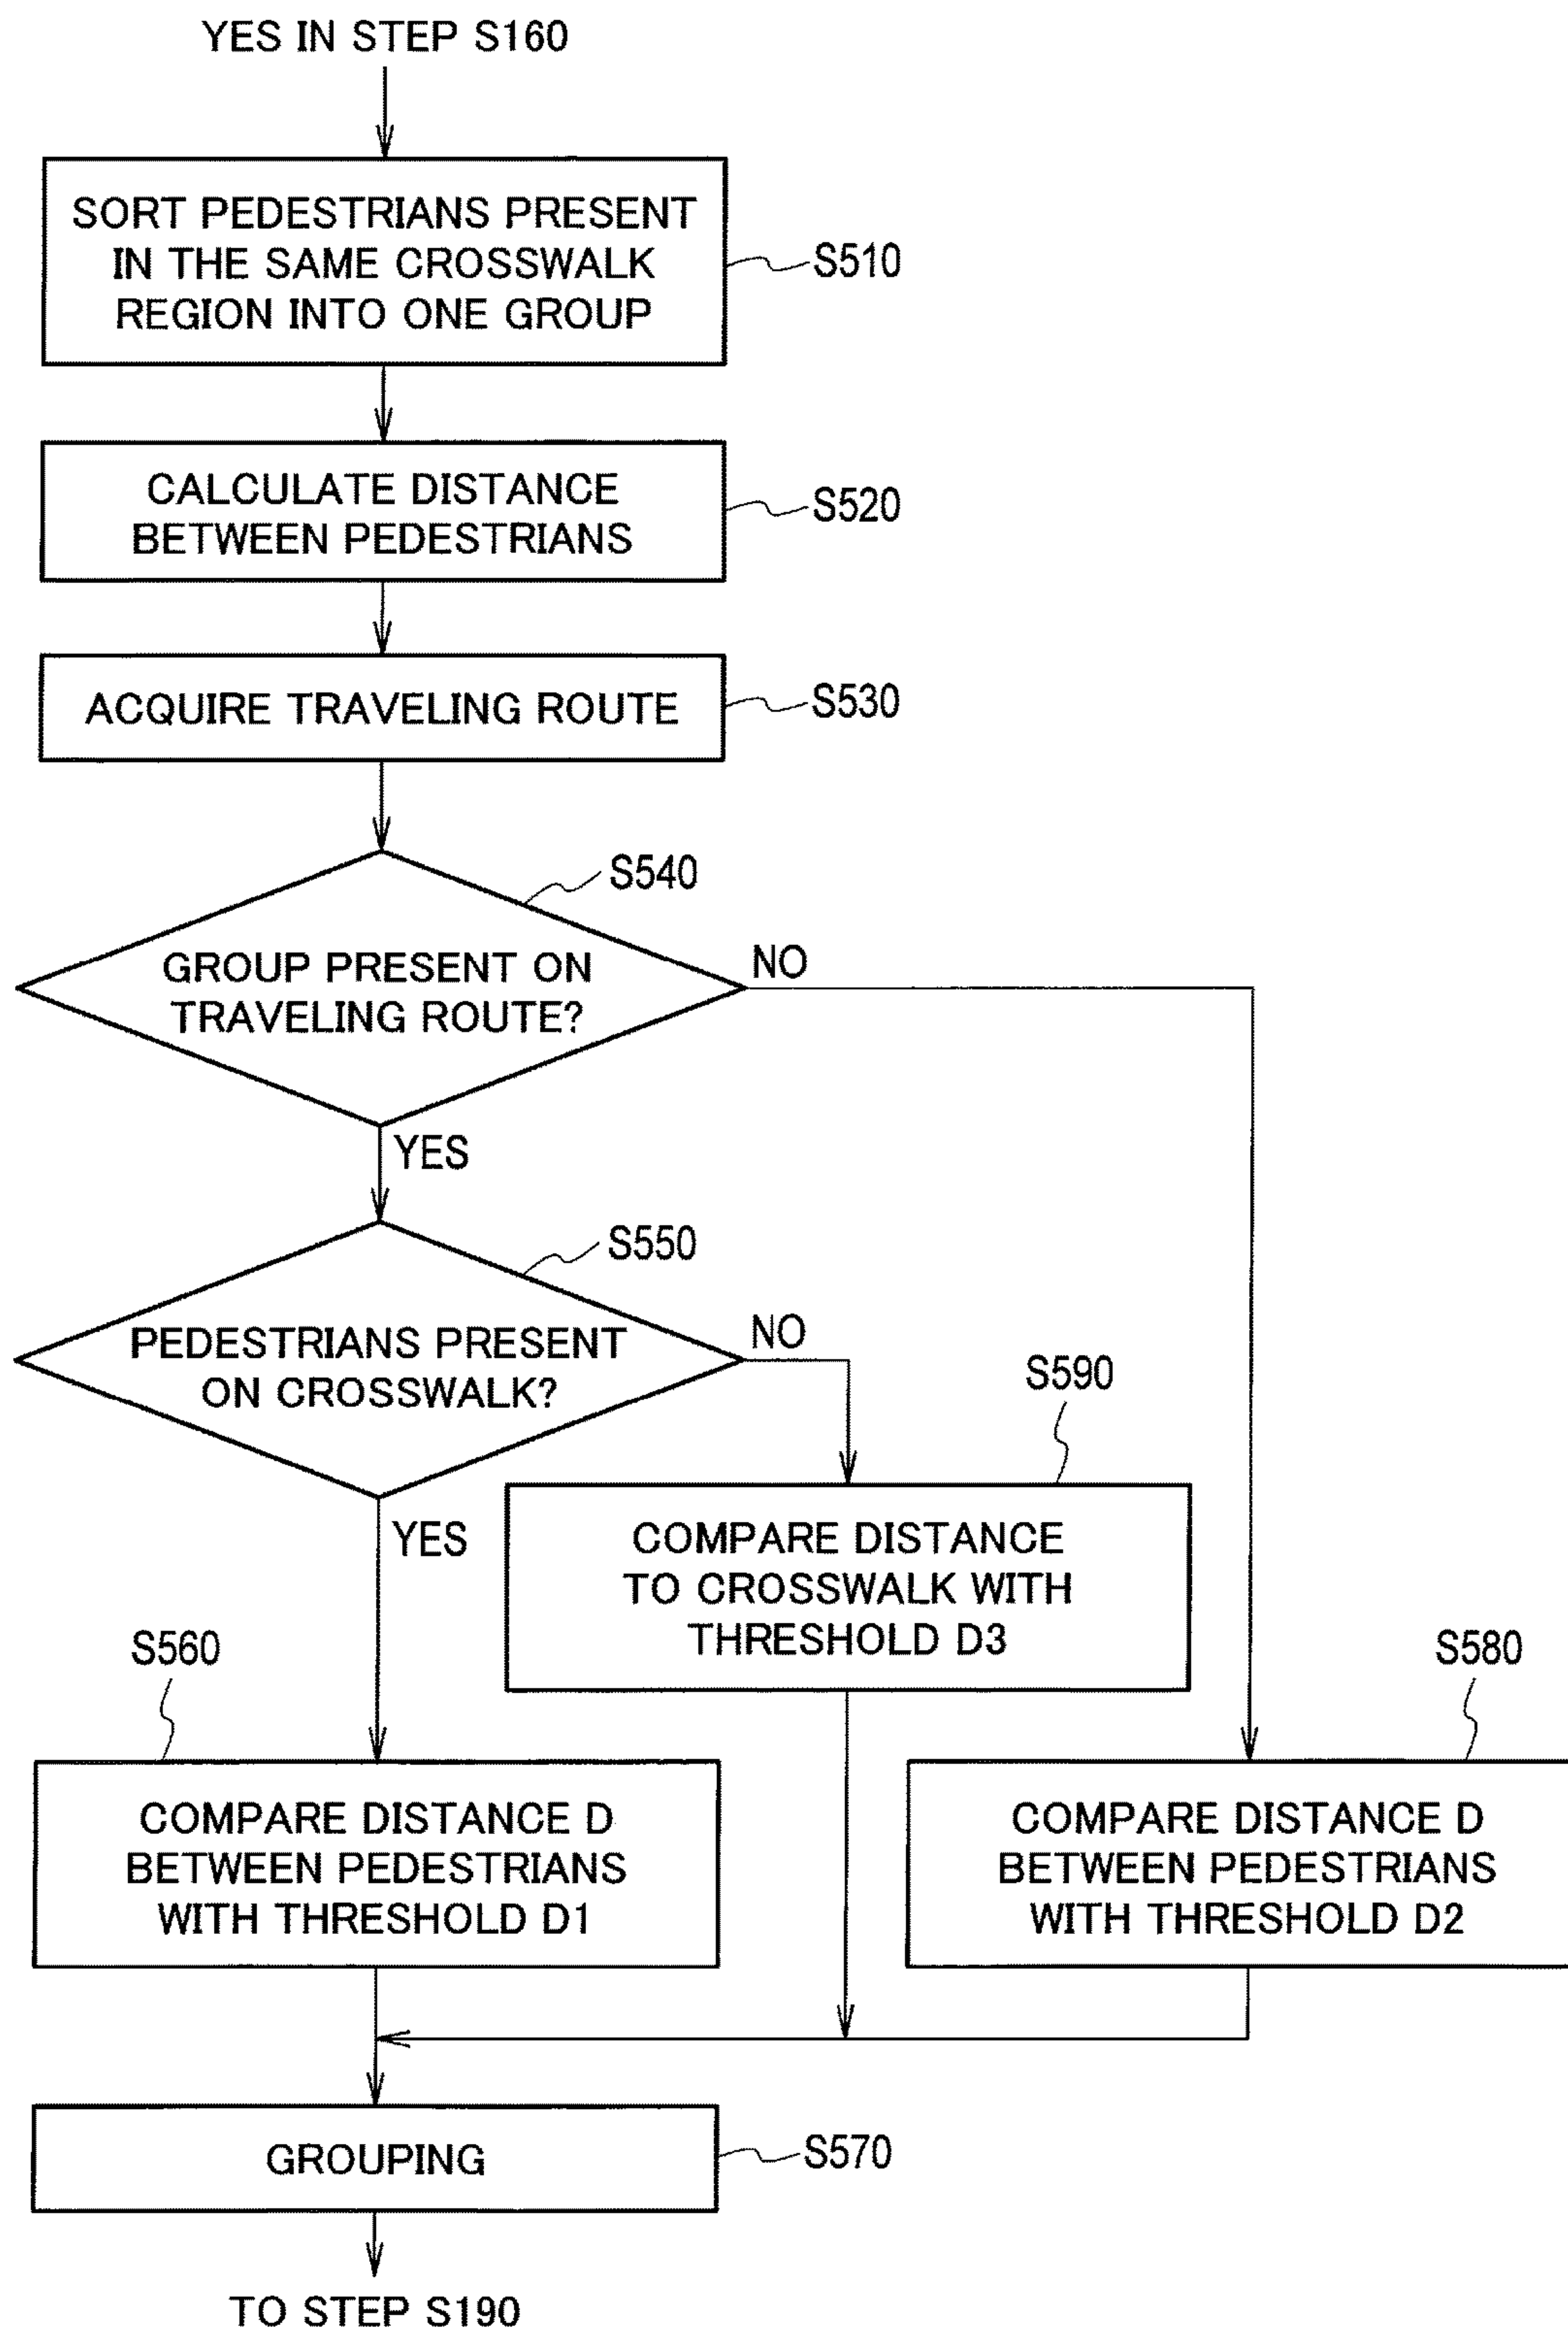 YES IN STEP S160
SORT PEDESTRIANS PRESENT
IN THE SAME CROSSWALK
REGION INTO ONE GROUP
S510
CALCULATE DISTANCE
BETWEEN PEDESTRIANS
S520
ACQUIRE TRAVELING ROUTE
S530
S540
GROUP PRESENT ON
TRAVELING ROUTE?
NO
YES
S550
PEDESTRIANS PRESENT
ON CROSSWALK?
NO
YES
S590
COMPARE DISTANCE
TO CROSSWALK WITH
THRESHOLD D3
S560
COMPARE DISTANCE D
BETWEEN PEDESTRIANS
WITH THRESHOLD D1
S580
COMPARE DISTANCE D
BETWEEN PEDESTRIANS
WITH THRESHOLD D2
GROUPING
S570
TO STEP S190